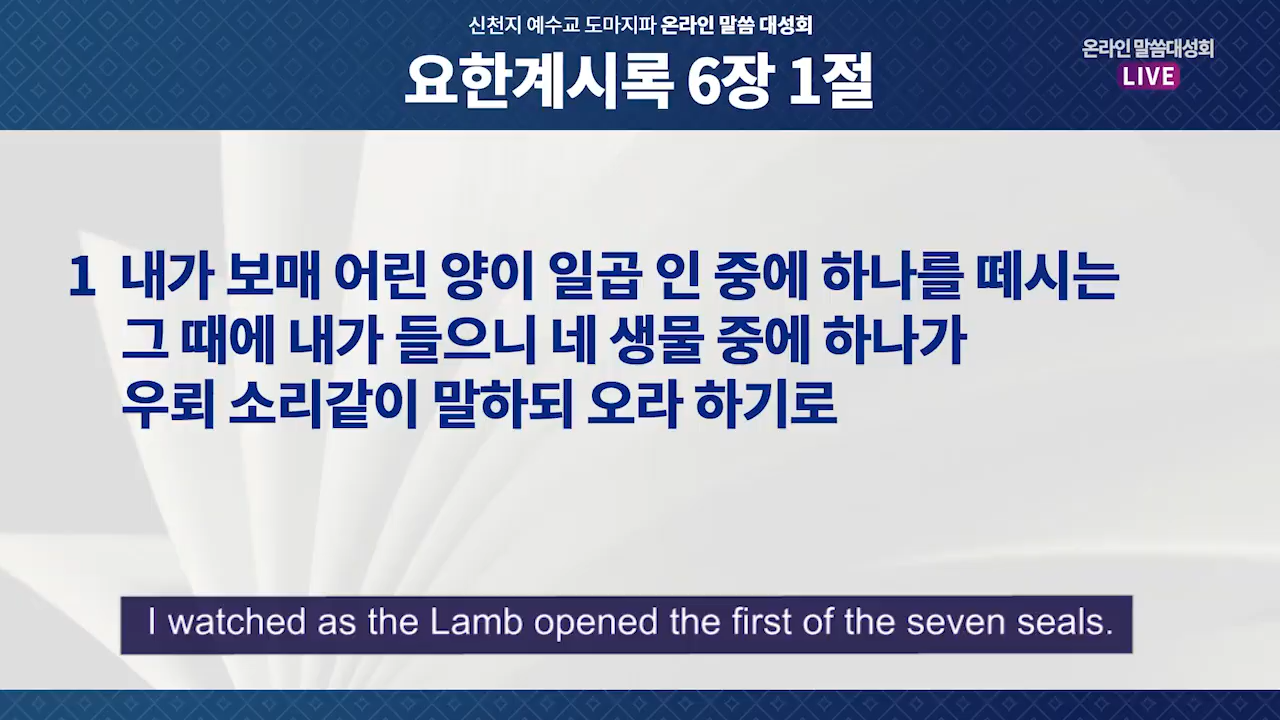 신천지 예수교 도마지파 온라인 말씀 대성회
요한계시록 6장 1절
온라인 말씀대성회
LIVE
1 내가 보매 어린 양이 일곱 인 중에 하나를 떼시는
그 때에 내가 들으니 네 생물 중에 하나가
우뢰 소리같이 말하되 오라 하기로
I watched as the Lamb opened the first of the seven seals.